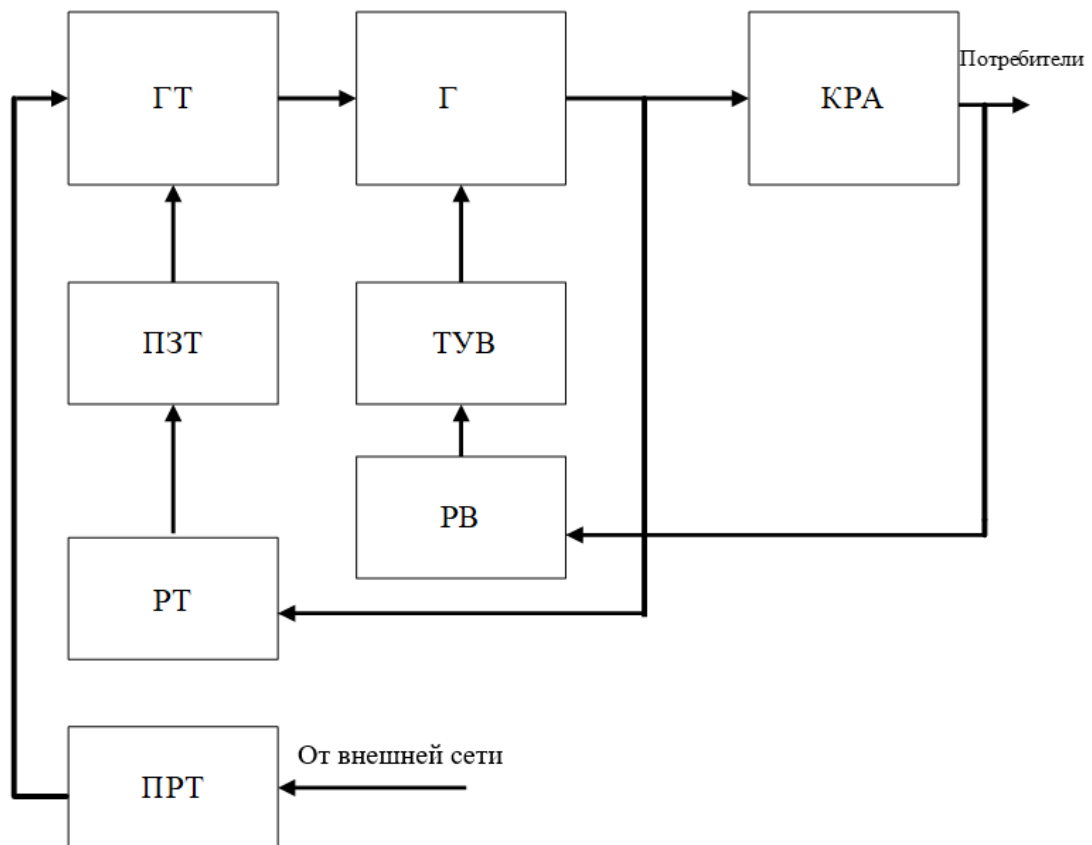 ГТ
Г
КРА
Потребители
ПЗТ
ТУВ
РВ
РТ
От внешней сети
ПРТ